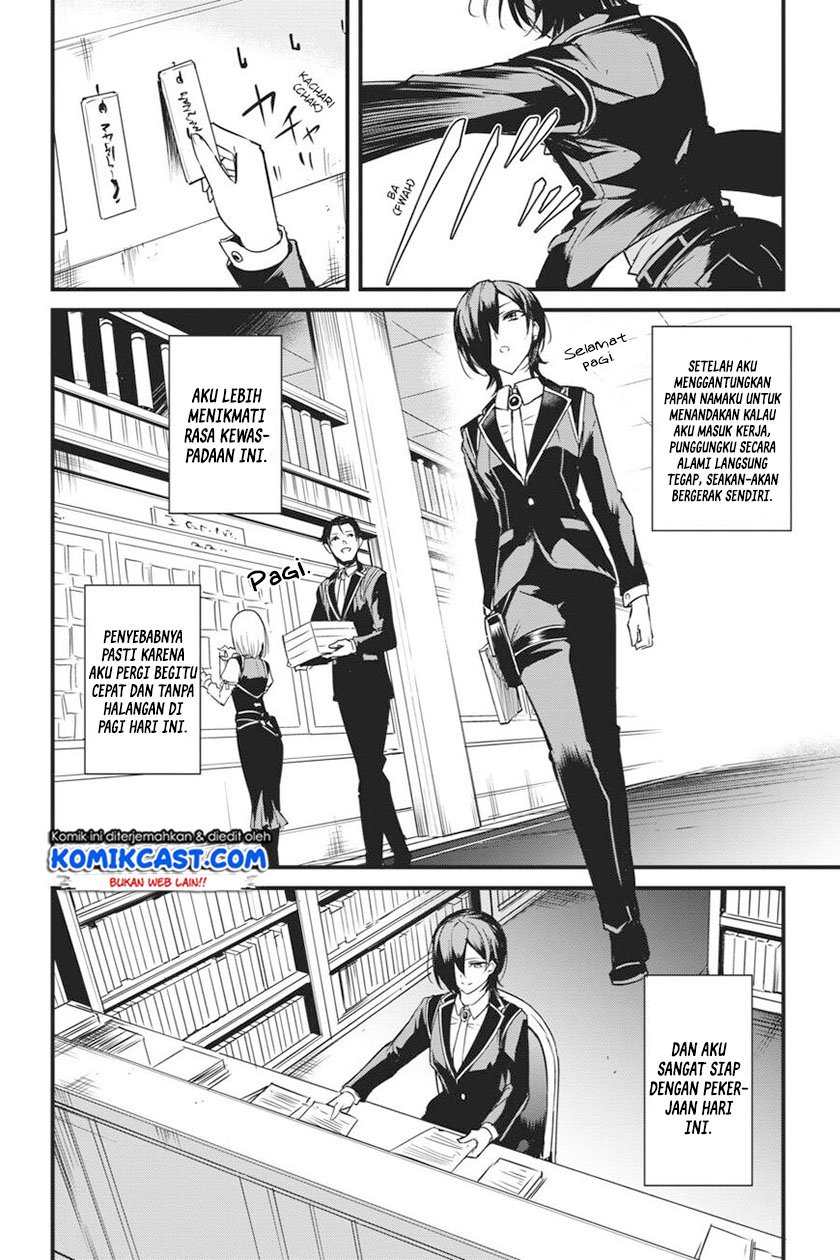 BA
(FWAH)
KACHARI
(CHAK)
カチャ
SETELAH AKU
MENGGANTUNGKAN
PAPAN NAMAKU UNTUK
MENANDAKAN KALAU
AKU MASUK KERJA,
PUNGGUNGKU SECARA
ALAMI LANGSUNG
TEGAP, SEAKAN-AKAN
BERGERAK SENDIRI.
Selamat
pagi
AKU LEBIH
MENIKMATI
RASA KEWAS-
PADAAN INI.
Pagi.
PENYEBABNYA
PASTI KARENA
AKU PERGI BEGITU
CEPAT DAN TANPA
HALANGAN DI
PAGI HARI INI.
Komik ini diterjemahkan & diedit oleh
KOMIKCAST.COM
BUKAN WEB LAIN!!
DAN AKU
SANGAT SIAP
DENGAN PEKER-
JAAN HARI
INI.